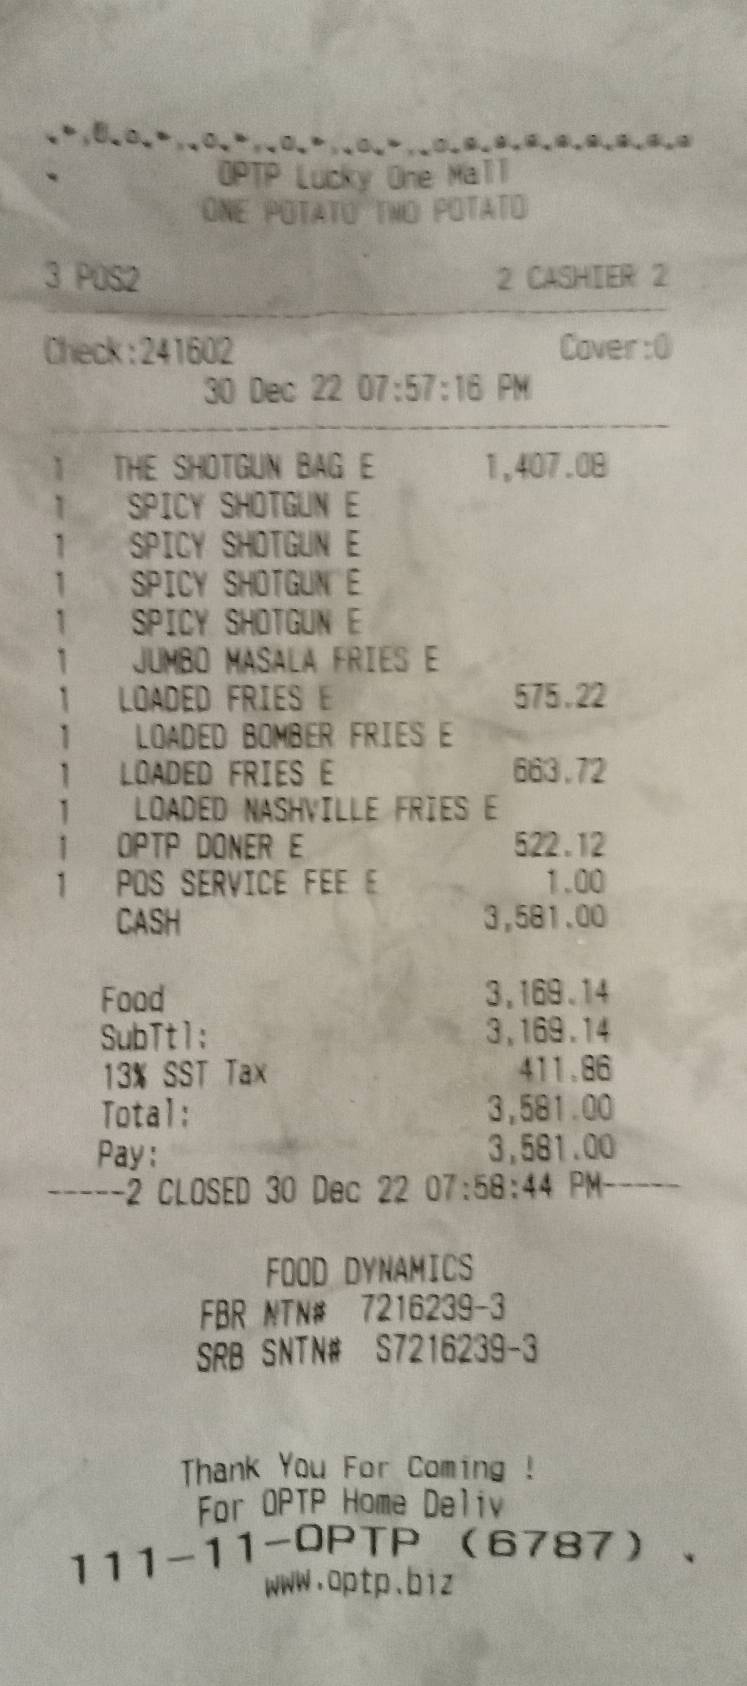 OPTP Lucky One Mall
ONE POTATO TWO POTATO
3 POS2 2 CASHIER 2
Check:241602 Cover:0
30 Dec 22 07:57:16 PM
1 THE SHOTGUN BAG E 1,407.08
1 SPICY SHOTGUN E
1 SPICY SHOTGUN E
1 SPICY SHOTGUN E
1 SPICY SHOTGUN E
1 JUMBO MASALA FRIES E
1 LOADED FRIES E 575.22
1 LOADED BOMBER FRIES E
1 LOADED FRIES E 663.72
1 LOADED NASHVILLE FRIES E
1 OPTP DONER E 522.12
1 POS SERVICE FEE E 1.00
CASH 3,581.00
Food 3,169.14
SubTtl: 3,169.14
13% SST Tax 411.86
Total: 3,581.00
Pay: 3,581.00
-----2 CLOSED 30 Dec 22 07:58:44 PM-----
FOOD DYNAMICS
FBR NTN# 7216239-3
SRB SNTN# S7216239-3
Thank You For Coming !
For OPTP Home Deliv
111-11-OPTP (6787) .
www.optp.biz